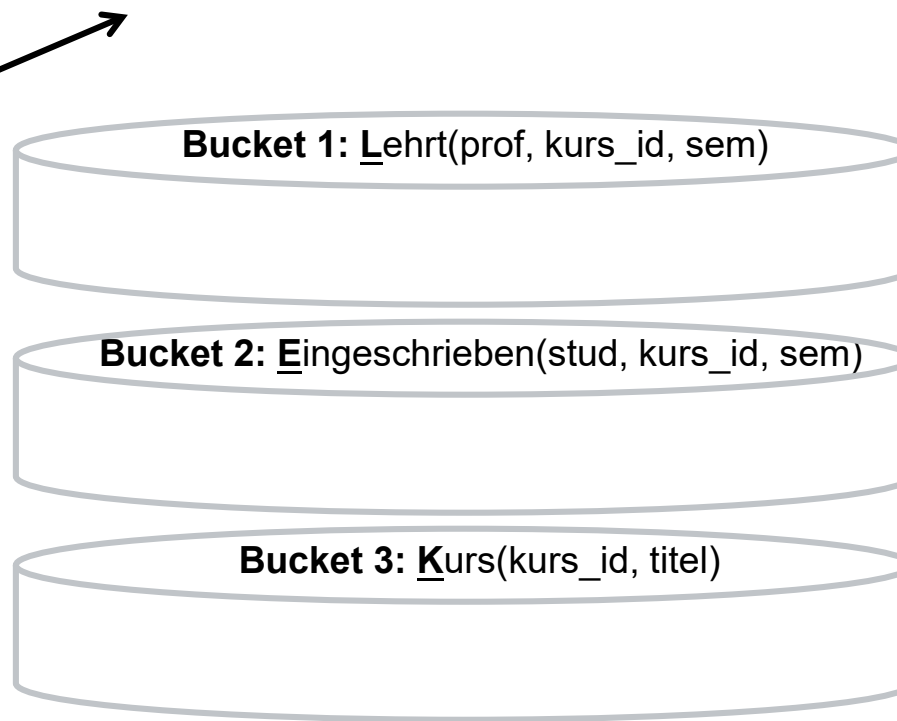 Bucket 1: Lehrt(prof, kurs_id, sem)
Bucket 2: Eingeschrieben(stud, kurs_id, sem)
Bucket 3: Kurs(kurs_id, titel)